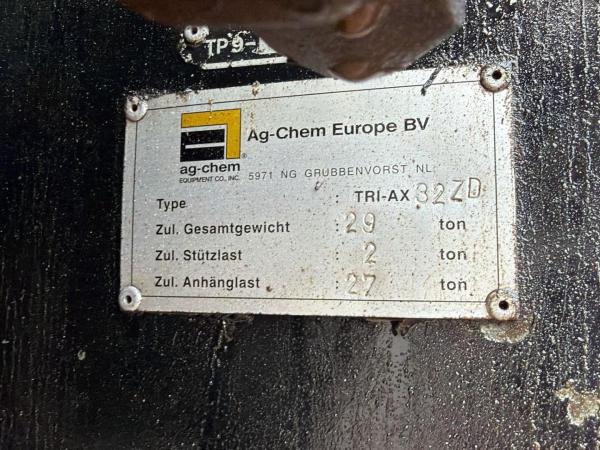 TP9-
Ag-Chem Europe BV
ag-chem®
EQUIPMENT CO., INC.
5971 NG GRUBBENVORST NL.
Type : TRI-AX 32ZD
Zul. Gesamtgewicht : 29 ton
Zul. Stützlast : 2 ton
Zul. Anhänglast : 27 ton